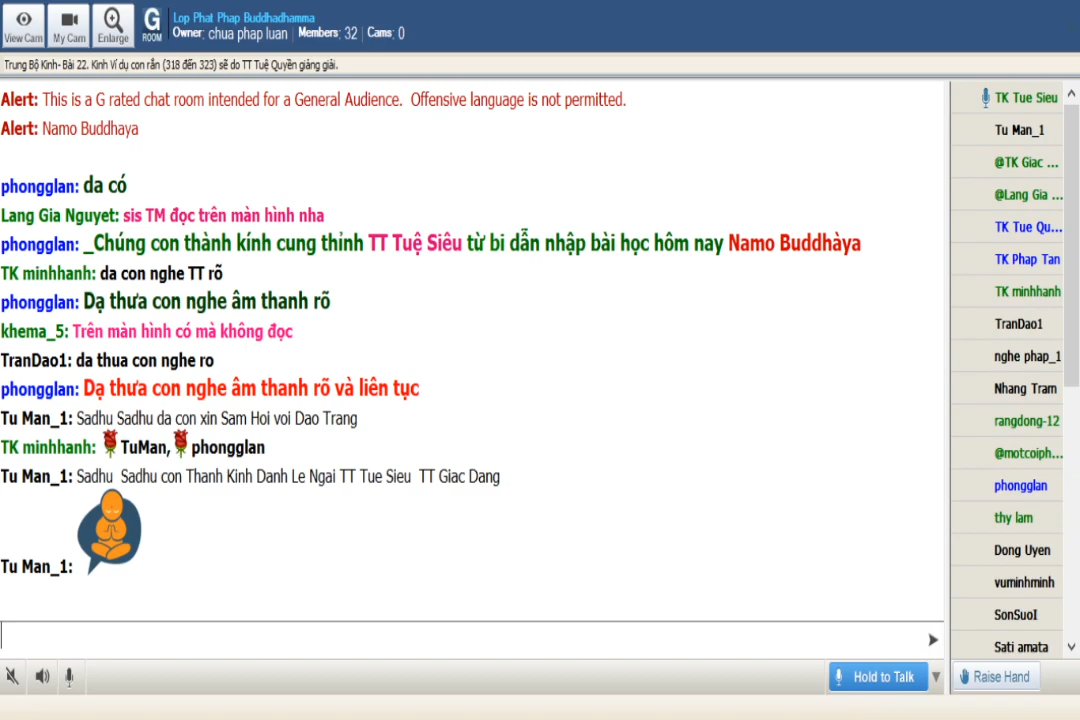 Lop Phat Phap Buddhadhamma
Owner: chua phap luan | Members: 32 | Cams: 0
View Cam
My Cam
Enlarge
G
ROOM
Trung Bộ Kinh- Bài 22. Kinh Ví dụ con rắn (318 đến 323) sẽ do TT Tuệ Quyền giảng giải.
Alert: This is a G rated chat room intended for a General Audience. Offensive language is not permitted.
Alert: Namo Buddhaya
phongglan: da có
Lang Gia Nguyet: sis TM đọc trên màn hình nha
phongglan: _Chúng con thành kính cung thỉnh TT Tuệ Siêu từ bi dẫn nhập bài học hôm nay Namo Buddhàya
TK minhhanh: da con nghe TT rõ
phongglan: Dạ thưa con nghe âm thanh rõ
khema_5: Trên màn hình có mà không đọc
TranDao1: da thua con nghe ro
phongglan: Dạ thưa con nghe âm thanh rõ và liên tục
Tu Man_1: Sadhu Sadhu da con xin Sam Hoi voi Dao Trang
TK minhhanh: TuMan, phongglan
Tu Man_1: Sadhu Sadhu con Thanh Kinh Danh Le Ngai TT Tue Sieu TT Giac Dang
Tu Man_1:
TK Tue Sieu
Tu Man_1
@TK Giac ...
@Lang Gia ...
TK Tue Qu...
TK Phap Tan
TK minhhanh
TranDao1
nghe phap_1
Nhang Tram
rangdong-12
@motcoiph...
phongglan
thy lam
Dong Uyen
vuminhminh
SonSuoI
Sati amata
Hold to Talk
Raise Hand